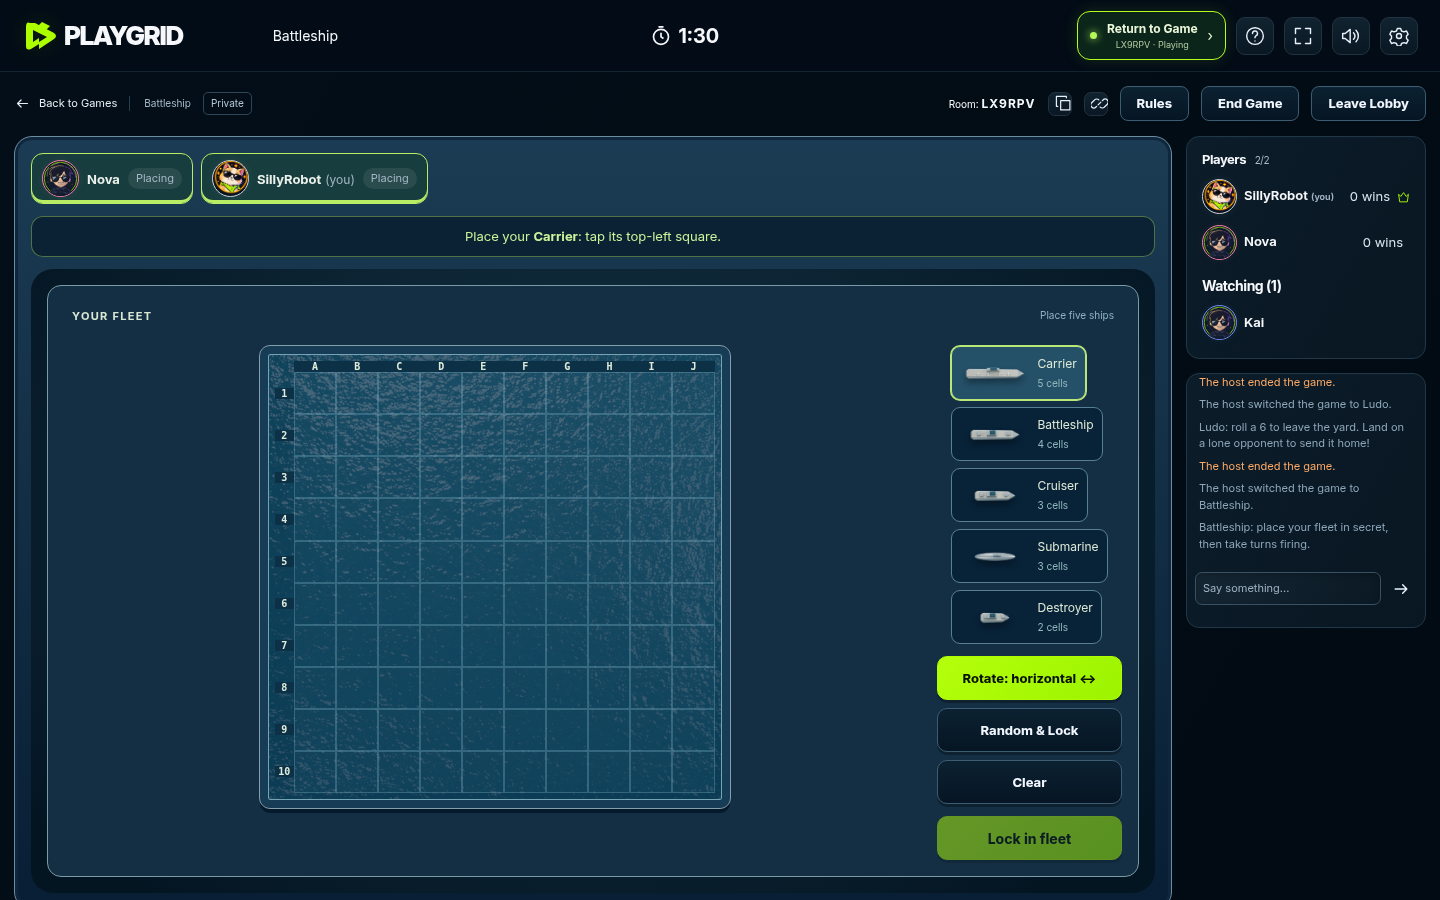 PLAYGRID
Battleship
1:30
Return to Game
LX9RPV · Playing
Back to Games
Battleship
Private
Room: LX9RPV
Rules
End Game
Leave Lobby
Nova
Placing
SillyRobot (you)
Placing
Place your Carrier: tap its top-left square.
YOUR FLEET
Place five ships
A B C D E F G H I J
1
2
3
4
5
6
7
8
9
10
Carrier
5 cells
Battleship
4 cells
Cruiser
3 cells
Submarine
3 cells
Destroyer
2 cells
Rotate: horizontal ↔
Random & Lock
Clear
Lock in fleet
Players 2/2
SillyRobot (you) 0 wins
Nova 0 wins
Watching (1)
Kai
The host ended the game.
The host switched the game to Ludo.
Ludo: roll a 6 to leave the yard. Land on
a lone opponent to send it home!
The host ended the game.
The host switched the game to
Battleship.
Battleship: place your fleet in secret,
then take turns firing.
Say something...